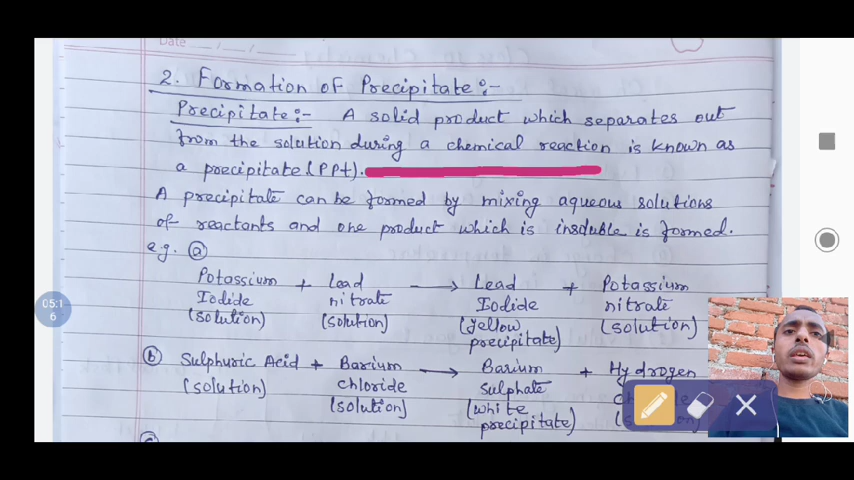 Date
2. Formation of Precipitate:-
Precipitate:- A solid product which separates out
from the solution during a chemical reaction is known as
a precipitate (PPt).
A precipitate can be formed by mixing aqueous solutions
of reactants and one product which is insoluble is formed.
e.g. (a)
Potassium + Lead → Lead + Potassium
Iodide nitrate Iodide nitrate
(solution) (solution) (yellow (solution)
precipitate)
(b) Sulphuric Acid + Barium → Barium + Hydrogen
(solution) chloride sulphate
(solution) (white
precipitate)
05:1
6